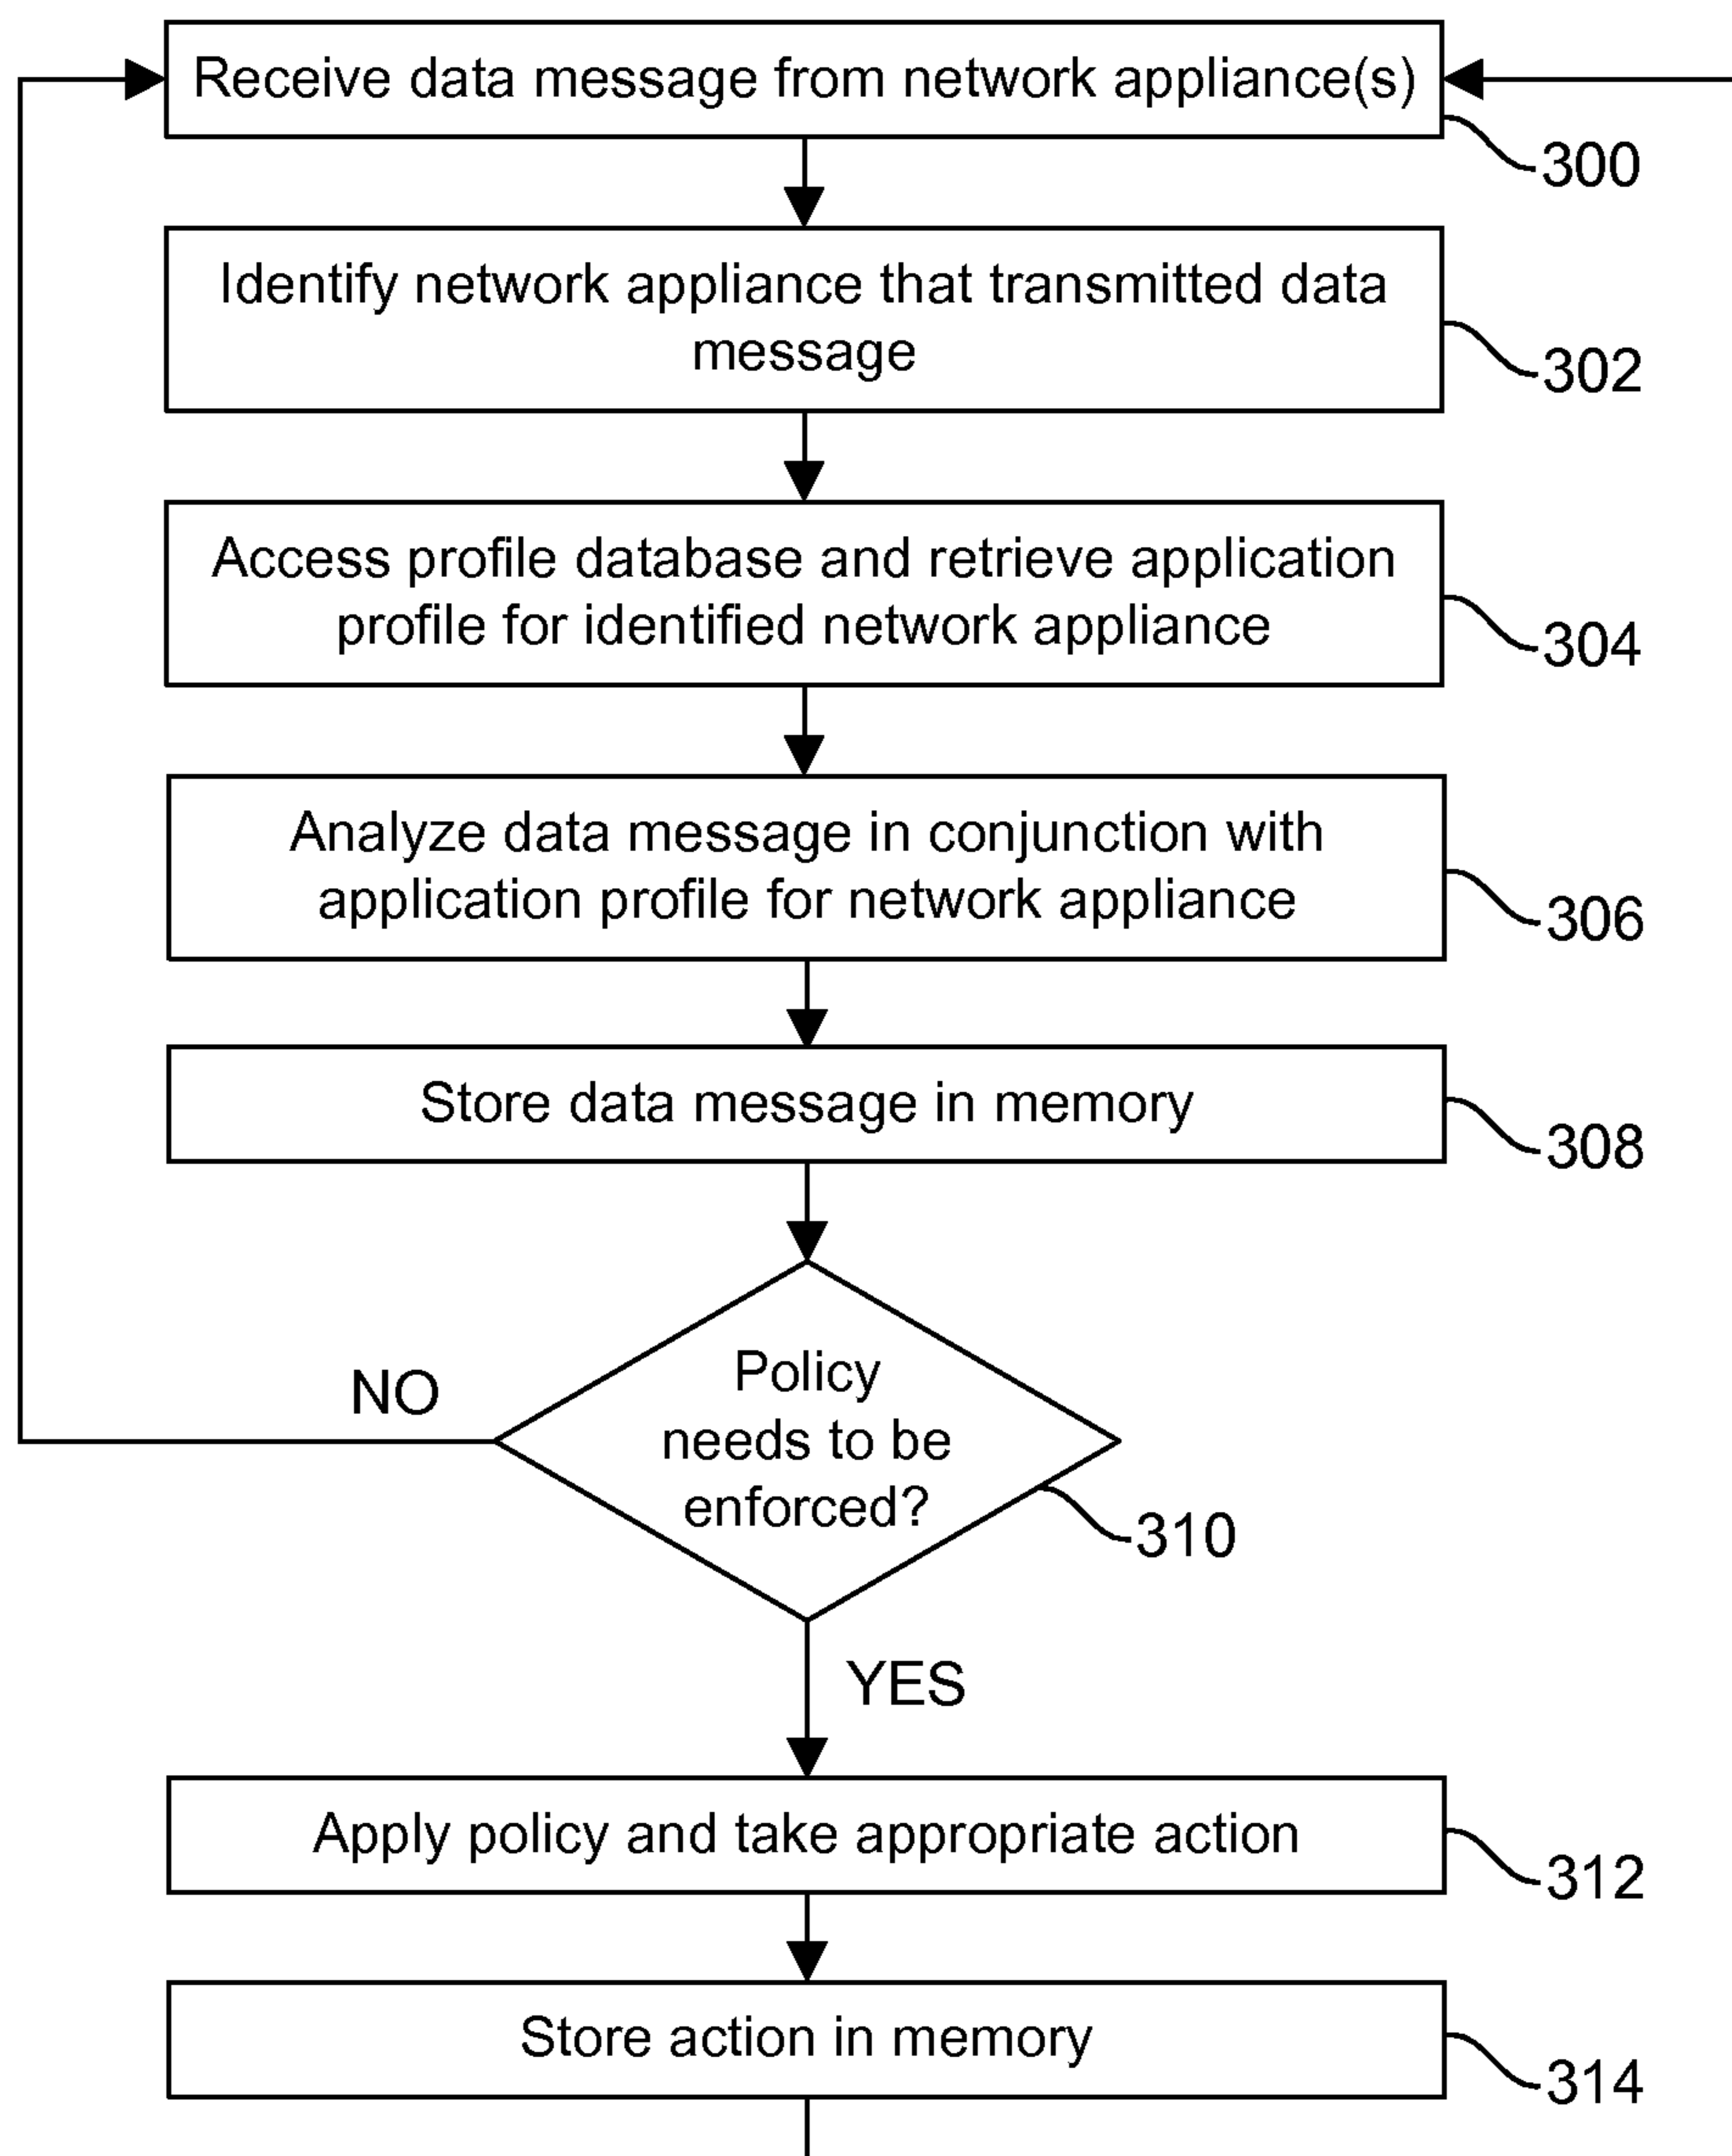 Receive data message from network appliance(s)
300
Identify network appliance that transmitted data
message
302
Access profile database and retrieve application
profile for identified network appliance
304
Analyze data message in conjunction with
application profile for network appliance
306
Store data message in memory
308
Policy
needs to be
enforced?
NO
310
YES
Apply policy and take appropriate action
312
Store action in memory
314